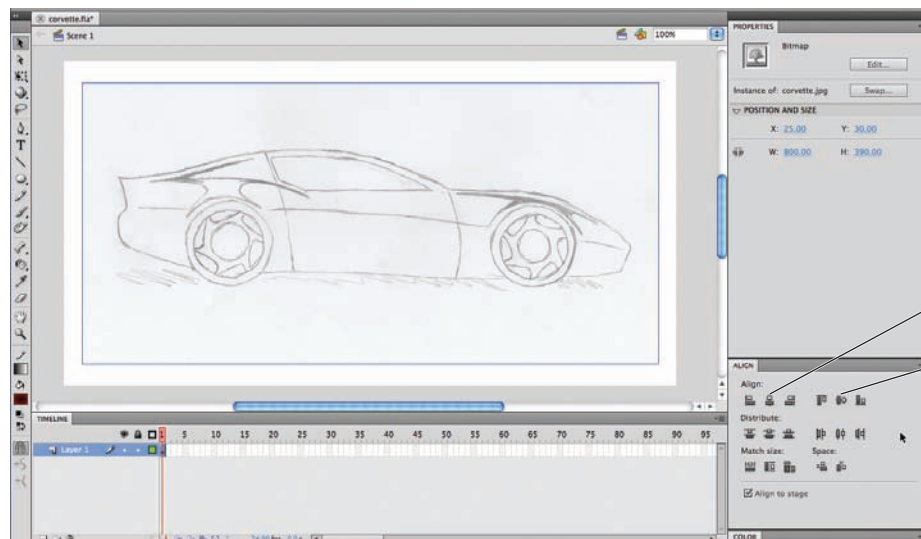 corvette.fla*
Scene 1
100%
PROPERTIES
Bitmap
Edit...
Instance of: corvette.jpg
Swap...
POSITION AND SIZE
X: 25.00
Y: 30.00
W: 800.00
H: 390.00
ALIGN
Align:
Distribute:
Match size:
Space:
Align to stage
COLOR
TIMELINE
1 5 10 15 20 25 30 35 40 45 50 55 60 65 70 75 80 85 90 95
Layer 1